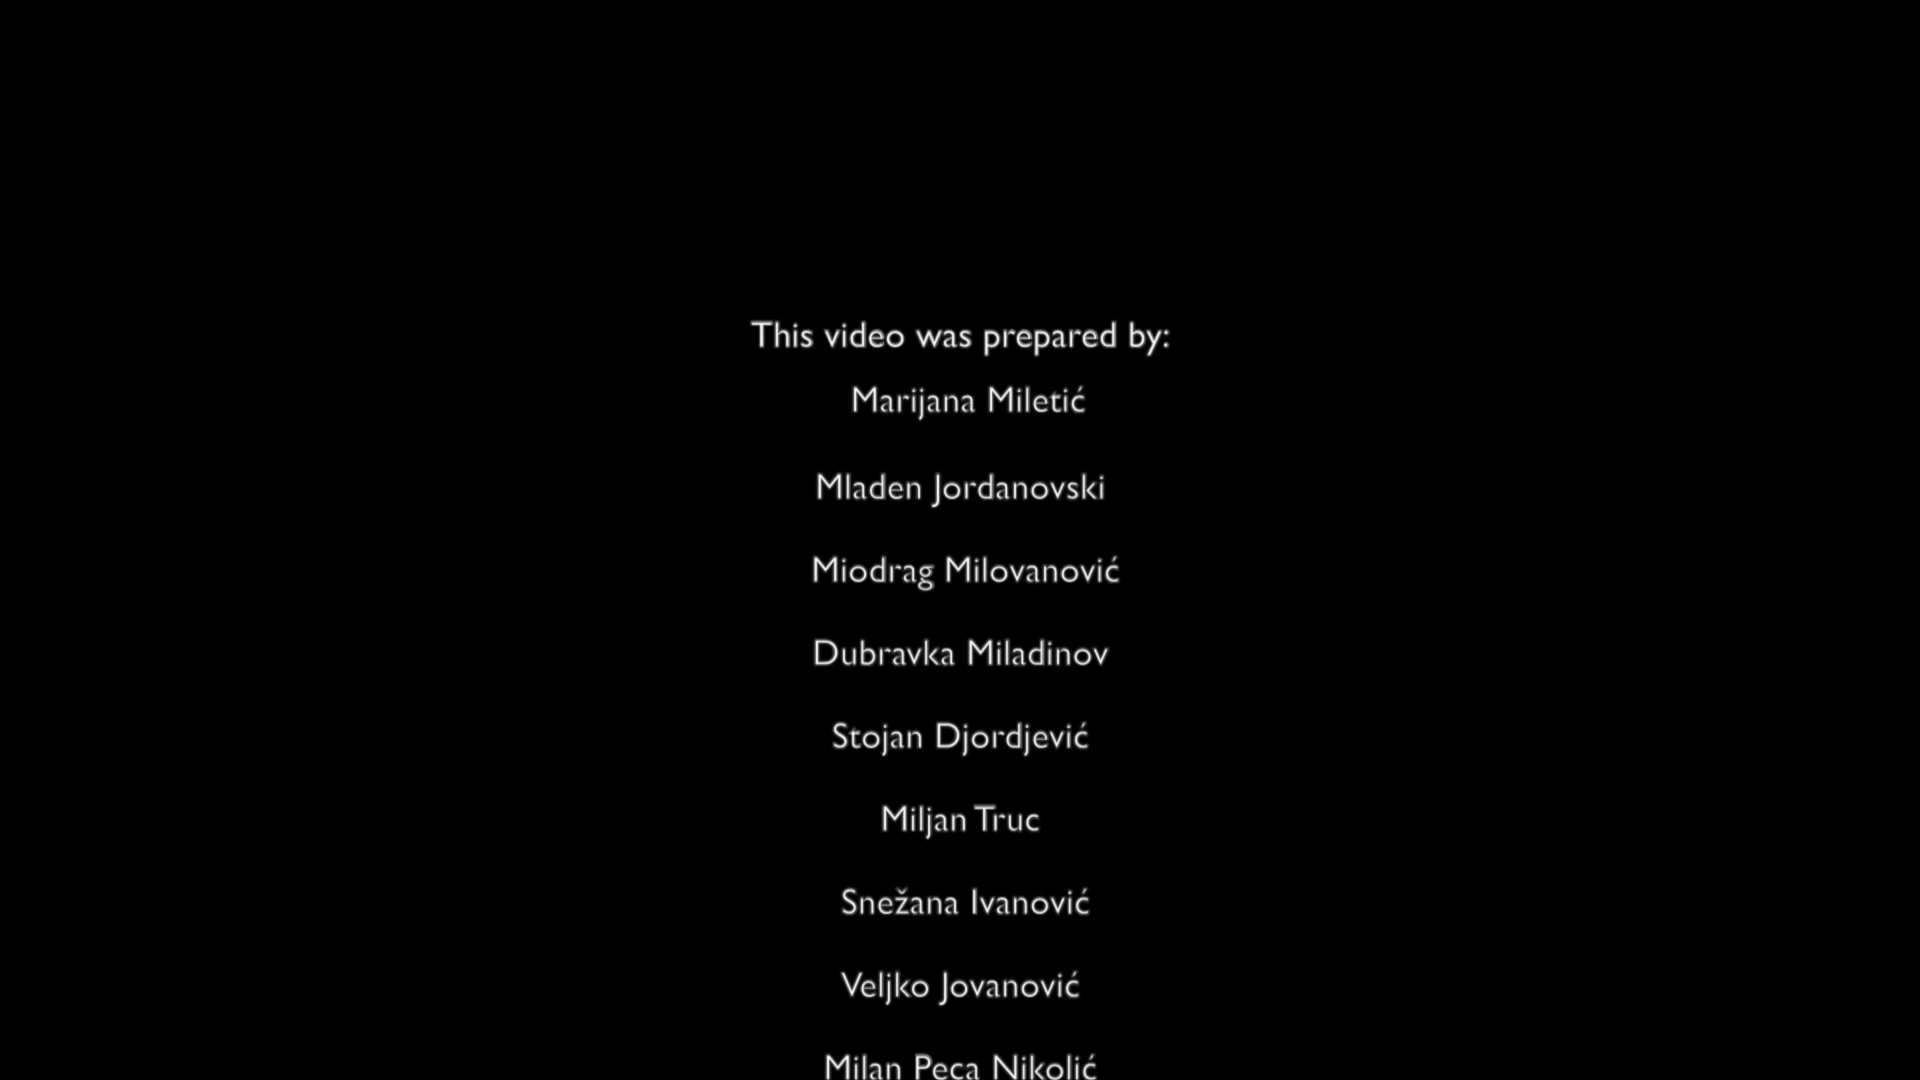 This video was prepared by:
Marijana Miletić
Mladen Jordanovski
Miodrag Milovanović
Dubravka Miladinov
Stojan Djordjević
Miljan Truc
Snežana Ivanović
Veljko Jovanović
Milan Peca Nikolić